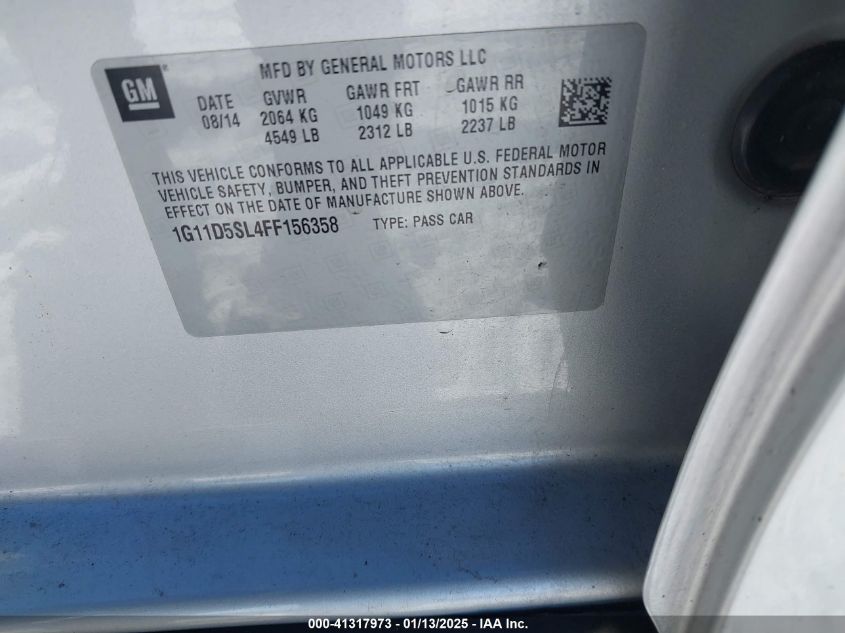 GM
MFD BY GENERAL MOTORS LLC
DATE GVWR GAWR FRT GAWR RR
08/14 2064 KG 1049 KG 1015 KG
4549 LB 2312 LB 2237 LB
THIS VEHICLE CONFORMS TO ALL APPLICABLE U.S. FEDERAL MOTOR
VEHICLE SAFETY, BUMPER, AND THEFT PREVENTION STANDARDS IN
EFFECT ON THE DATE OF MANUFACTURE SHOWN ABOVE.
1G11D5SL4FF156358 TYPE: PASS CAR
000-41317973 - 01/13/2025 - IAA Inc.